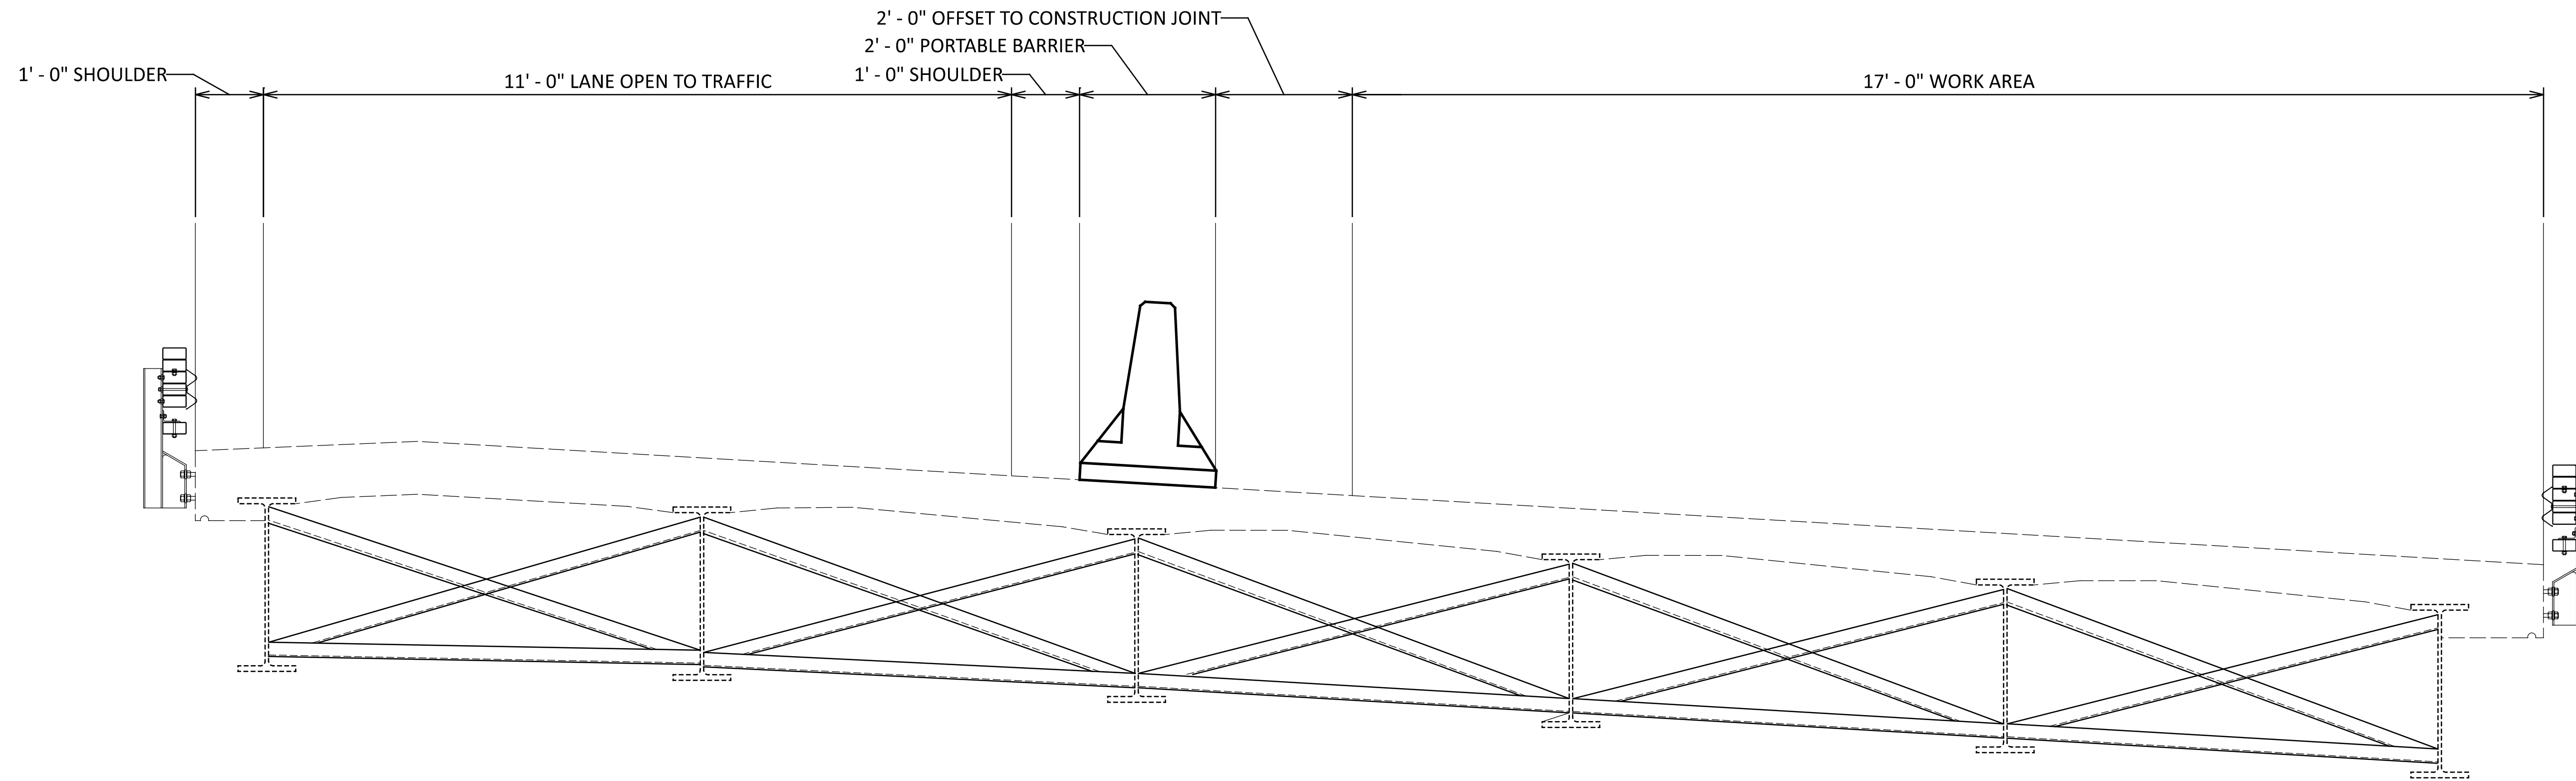 2' - 0" OFFSET TO CONSTRUCTION JOINT
2' - 0" PORTABLE BARRIER
1' - 0" SHOULDER
11' - 0" LANE OPEN TO TRAFFIC
1' - 0" SHOULDER
17' - 0" WORK AREA